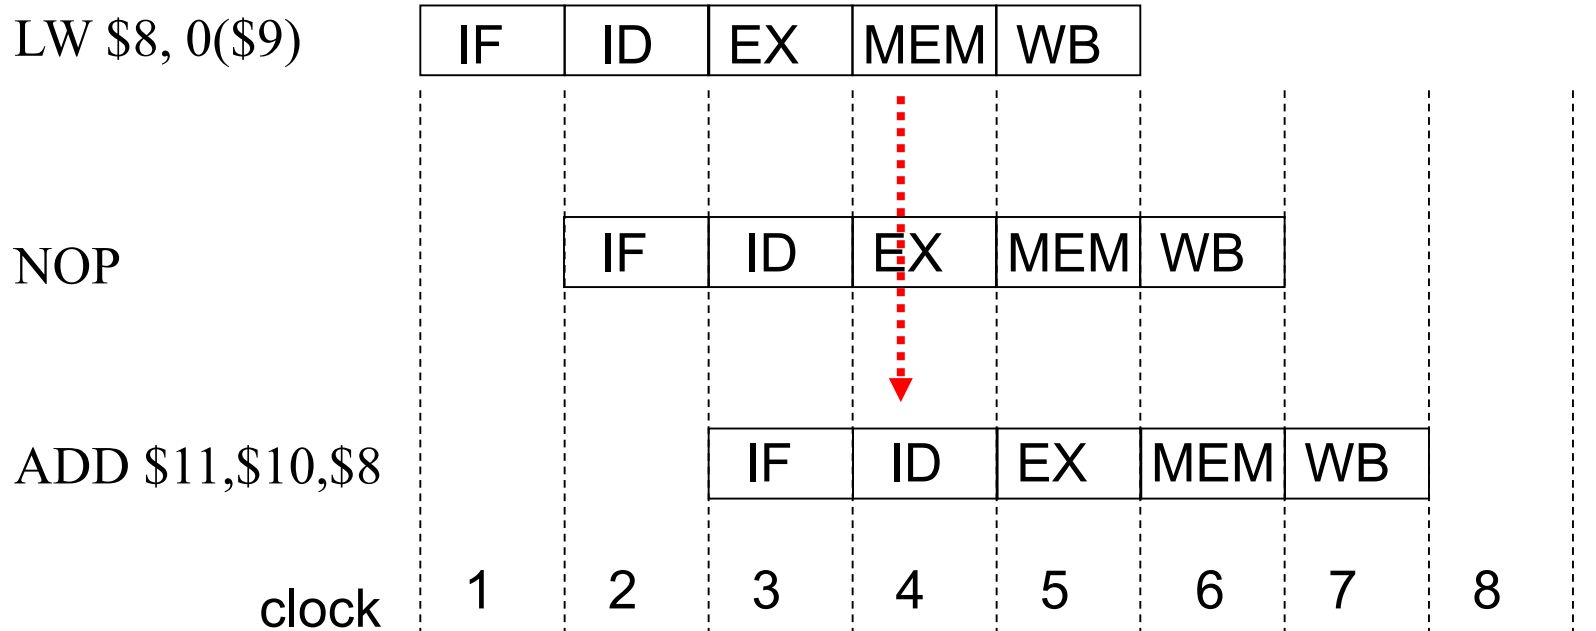 LW $8, 0($9) IF ID EX MEM WB
NOP IF ID EX MEM WB
ADD $11,$10,$8 IF ID EX MEM WB
clock 1 2 3 4 5 6 7 8